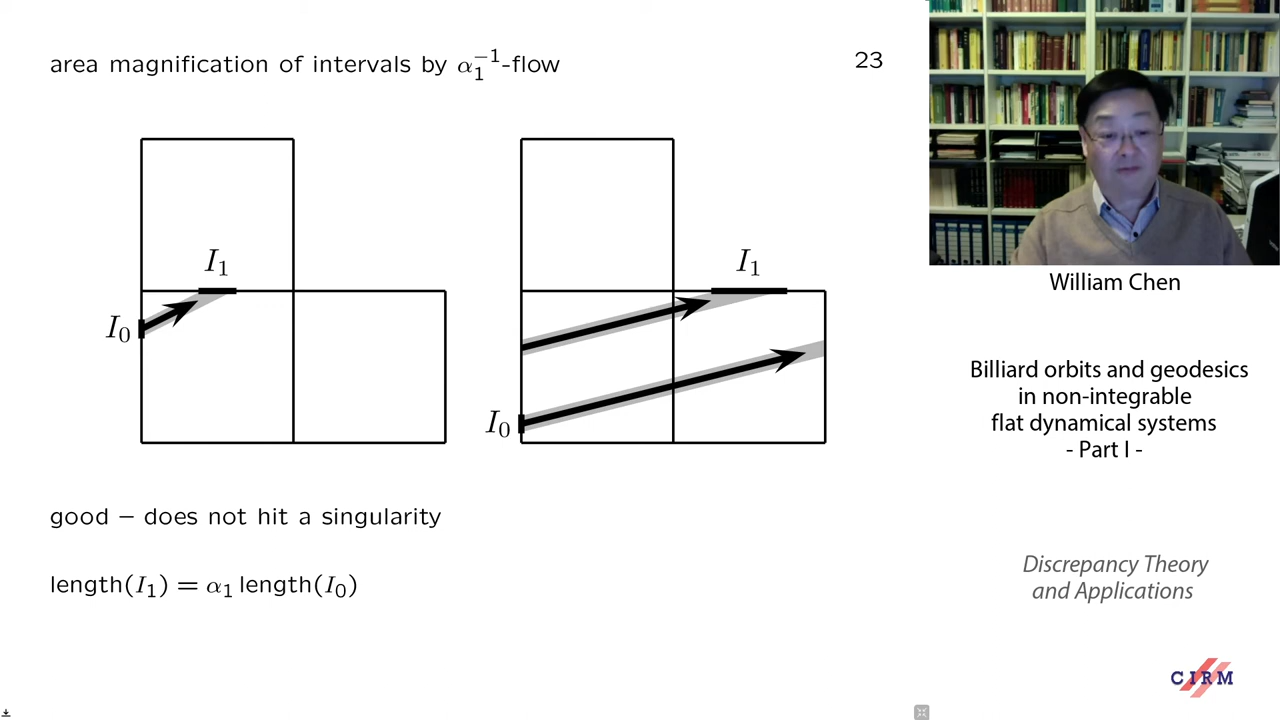 area magnification of intervals by α₁⁻¹-flow
23
I₁
I₀
I₁
I₀
good – does not hit a singularity
length(I₁) = α₁ length(I₀)
William Chen
Billiard orbits and geodesics
in non-integrable
flat dynamical systems
- Part I -
Discrepancy Theory
and Applications
CIRM